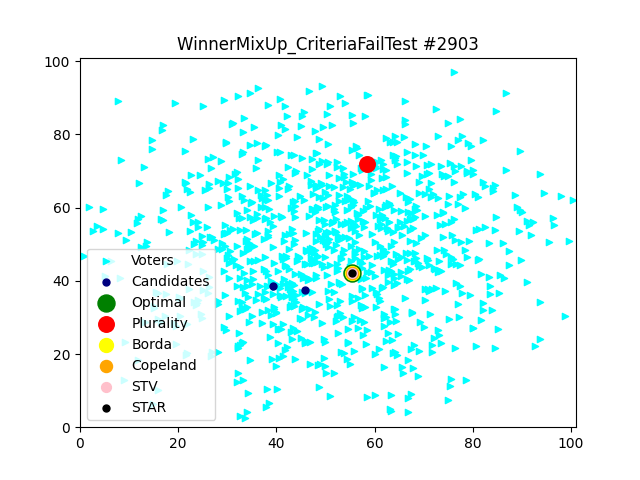 WinnerMixUp_CriteriaFailTest #2903
100
80
60
40
20
0
Voters
Candidates
Optimal
Plurality
Borda
Copeland
STV
STAR
0 20 40 60 80 100